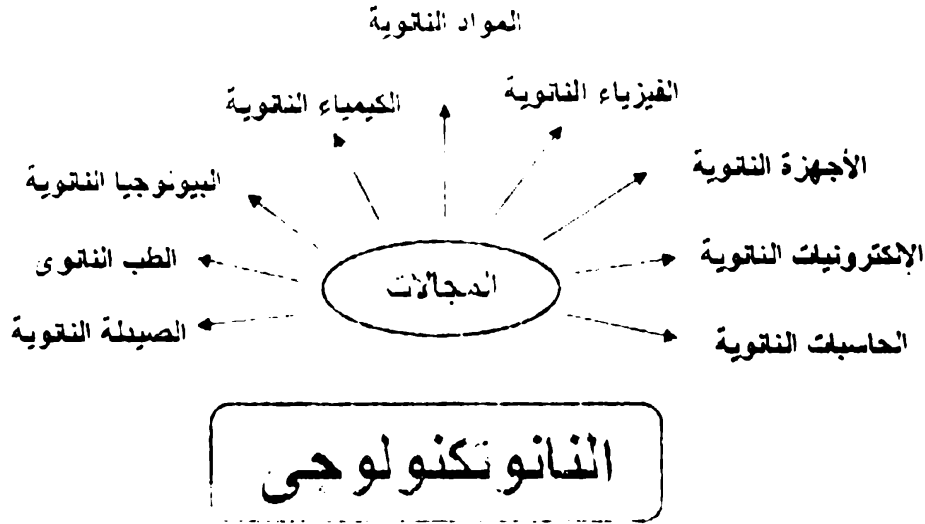 المواد النانوية
الفيزياء النانوية
الكيمياء النانوية
الأجهزة النانوية
البيولوجيا النانوية
الإلكترونيات النانوية
الطب النانوى
المجالات
الحاسبات النانوية
الصيدلة النانوية
النانوتكنولوجى